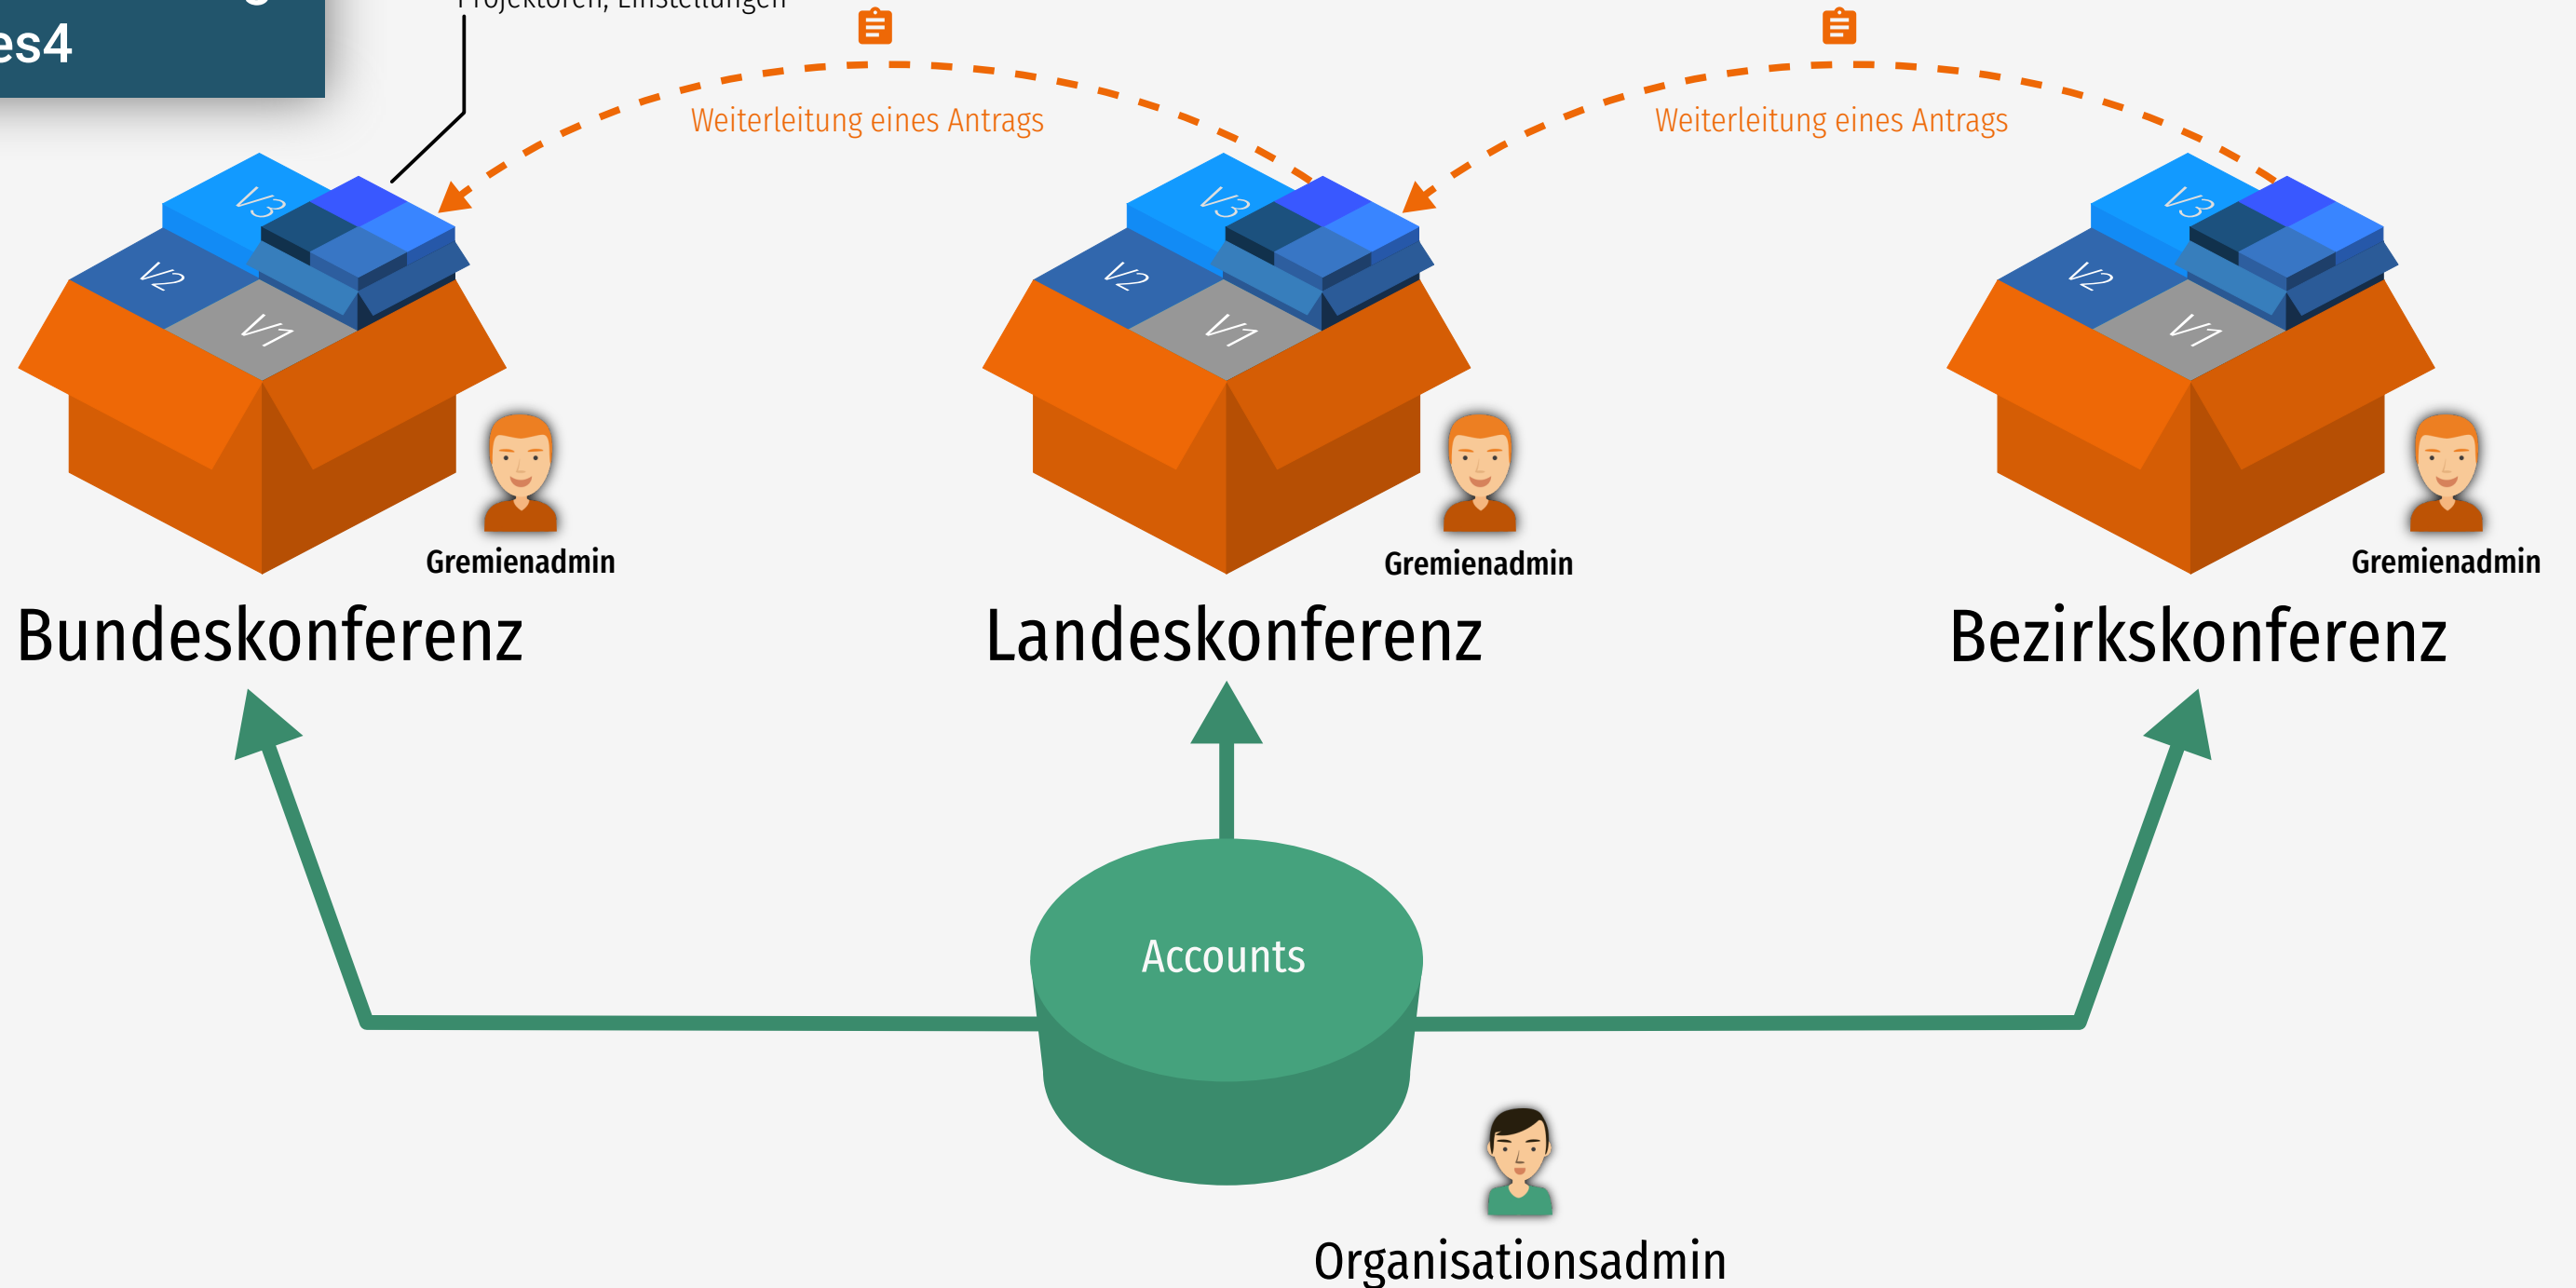 es4
Projektoren, Einstellungen
Weiterleitung eines Antrags
Weiterleitung eines Antrags
V3
V2
V1
V3
V2
V1
V3
V2
V1
Gremienadmin
Gremienadmin
Gremienadmin
Bundeskonferenz
Landeskonferenz
Bezirkskonferenz
Accounts
Organisationsadmin